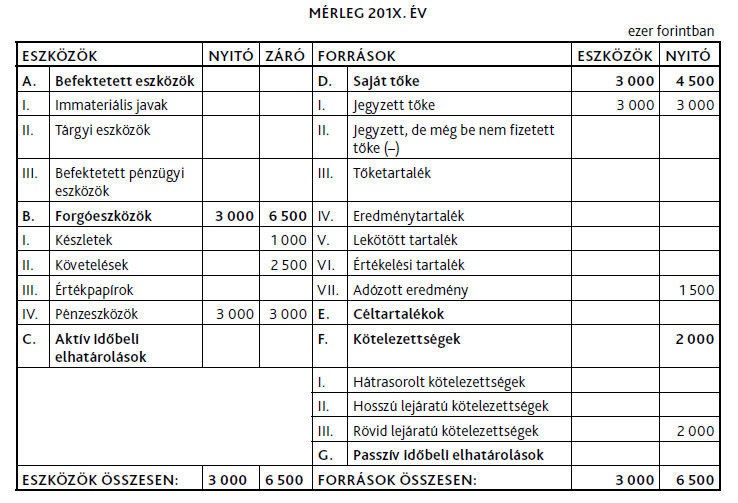 MÉRLEG 201X. ÉV
ezer forintban
ESZKÖZÖK NYITÓ ZÁRÓ FORRÁSOK ESZKÖZÖK NYITÓ
A. Befektetett eszközök D. Saját tőke 3 000 4 500
I. Immateriális javak I. Jegyzett tőke 3 000 3 000
II. Tárgyi eszközök II. Jegyzett, de még be nem fizetett
tőke (–)
III. Befektetett pénzügyi III. Tőketartalék
eszközök
B. Forgóeszközök 3 000 6 500 IV. Eredménytartalék
I. Készletek 1 000 V. Lekötött tartalék
II. Követelések 2 500 VI. Értékelési tartalék
III. Értékpapírok VII. Adózott eredmény 1 500
IV. Pénzeszközök 3 000 3 000 E. Céltartalékok
C. Aktív időbeli F. Kötelezettségek 2 000
elhatárolások
I. Hátrasorolt kötelezettségek
II. Hosszú lejáratú kötelezettségek
III. Rövid lejáratú kötelezettségek 2 000
G. Passzív időbeli elhatárolások
ESZKÖZÖK ÖSSZESEN: 3 000 6 500 FORRÁSOK ÖSSZESEN: 3 000 6 500